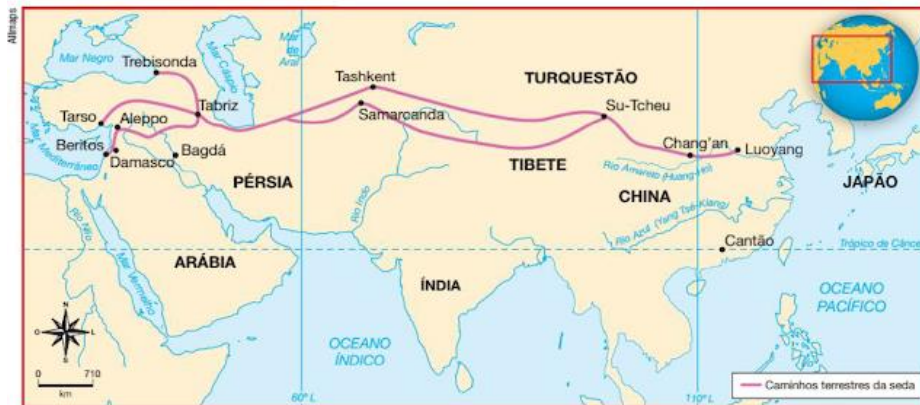 Allmaps
Mar Negro
Trebisonda
Mar Cáspio
Mar
de
Aral
Tashkent
TURQUESTÃO
Su-Tcheu
Tarso
Aleppo
Tabriz
Samarcanda
Chang'an
Luoyang
Mar Mediterrâneo
Beritos
Damasco
Bagdá
PÉRSIA
TIBETE
Rio Amarelo (Huang-Ho)
CHINA
JAPÃO
Rio Indo
Rio Azul (Yang Tsé-Kiang)
Rio Nilo
Cantão
Trópico de Cânce
Mar Vermelho
ARÁBIA
ÍNDIA
OCEANO
PACÍFICO
N
O
L
S
OCEANO
ÍNDICO
0 710
km
60º L
110º L
Caminhos terrestres da seda